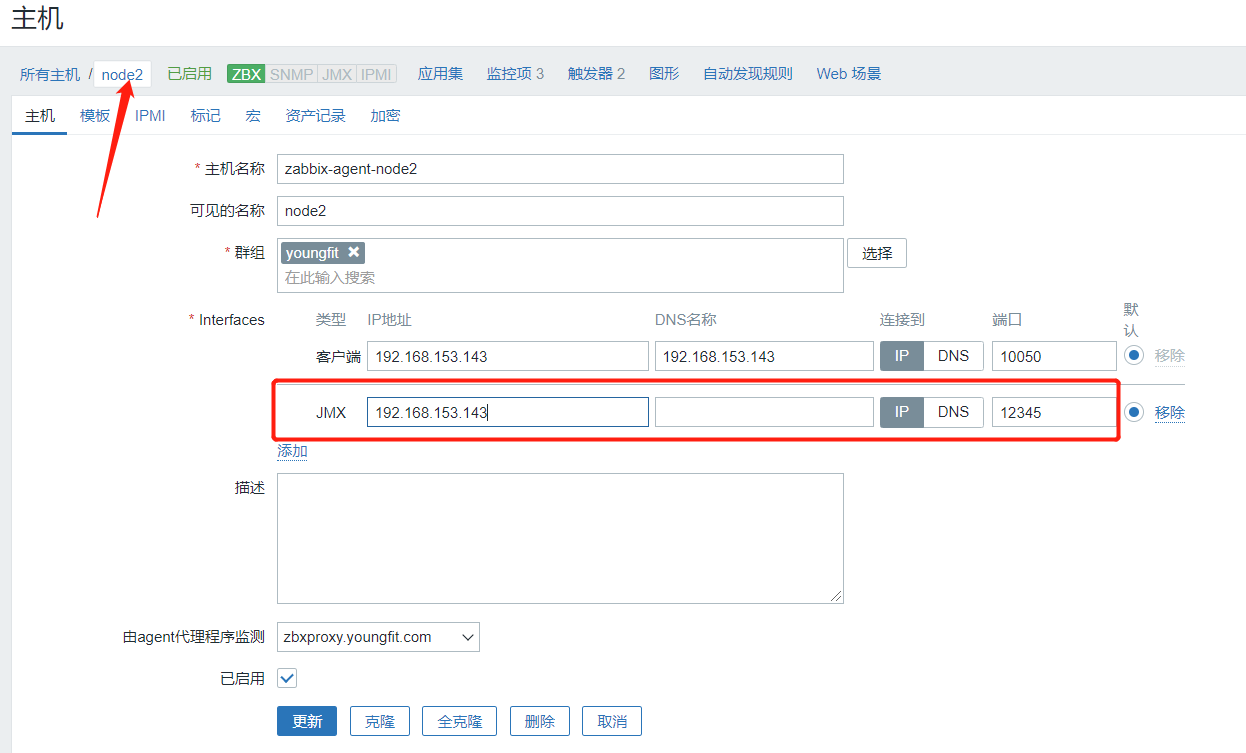 主机
所有主机 / node2 已启用 ZBX SNMP JMX IPMI 应用集 监控项 3 触发器 2 图形 自动发现规则 Web 场景
主机 模板 IPMI 标记 宏 资产记录 加密
* 主机名称 zabbix-agent-node2
可见的名称 node2
* 群组 youngfit ✖ 选择
在此输入搜索
* Interfaces 类型 IP地址 DNS名称 连接到 端口 默认
客户端 192.168.153.143 192.168.153.143 IP DNS 10050 移除
JMX 192.168.153.143 IP DNS 12345 移除
添加
描述
由agent代理程序监测 zbxproxy.youngfit.com
已启用
更新 克隆 全克隆 删除 取消